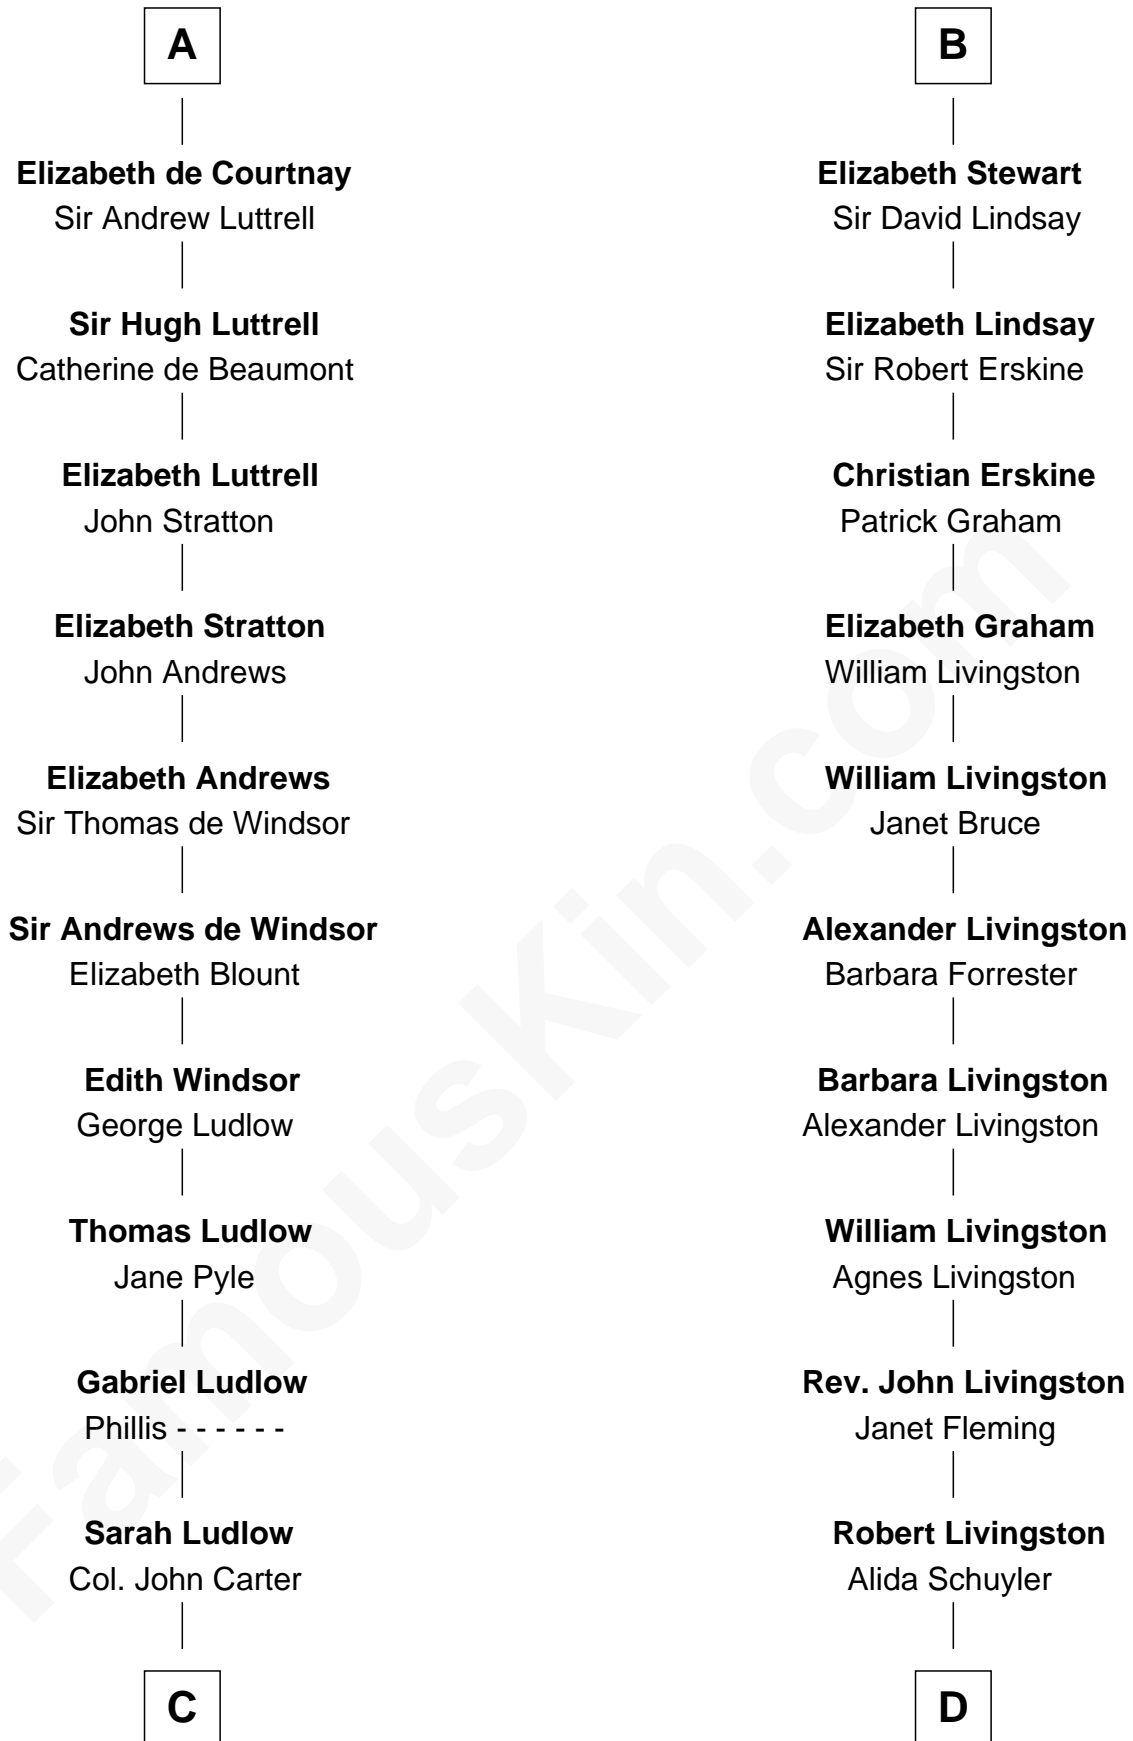 A
Elizabeth de Courtnay
Sir Andrew Luttrell
Sir Hugh Luttrell
Catherine de Beaumont
Elizabeth Luttrell
John Stratton
Elizabeth Stratton
John Andrews
Elizabeth Andrews
Sir Thomas de Windsor
Sir Andrews de Windsor
Elizabeth Blount
Edith Windsor
George Ludlow
Thomas Ludlow
Jane Pyle
Gabriel Ludlow
Phillis - - - - - -
Sarah Ludlow
Col. John Carter
C
B
Elizabeth Stewart
Sir David Lindsay
Elizabeth Lindsay
Sir Robert Erskine
Christian Erskine
Patrick Graham
Elizabeth Graham
William Livingston
William Livingston
Janet Bruce
Alexander Livingston
Barbara Forrester
Barbara Livingston
Alexander Livingston
William Livingston
Agnes Livingston
Rev. John Livingston
Janet Fleming
Robert Livingston
Alida Schuyler
D
FamousKin.com